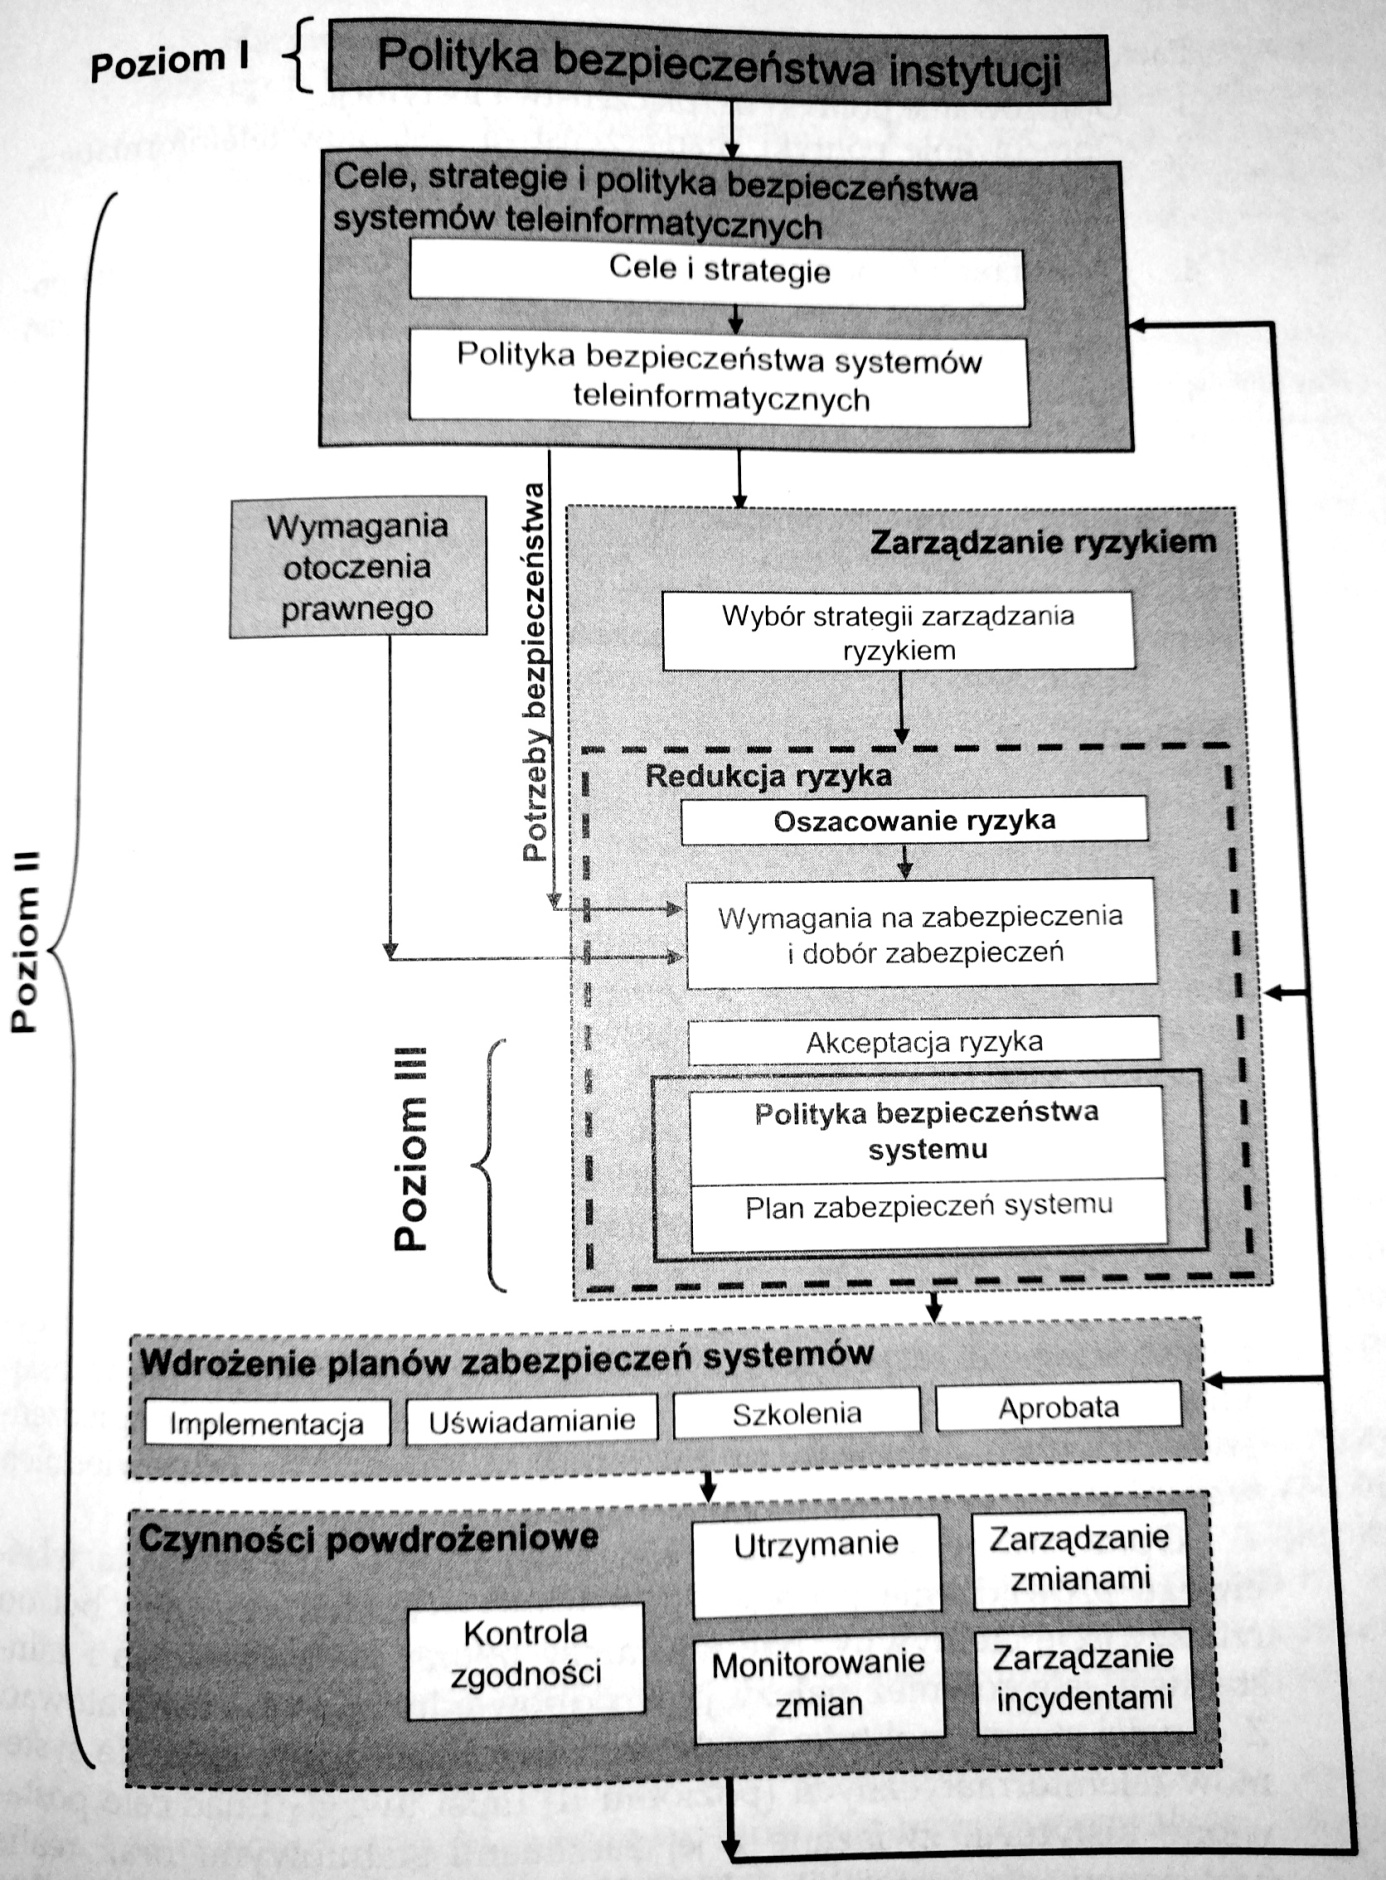 Poziom I
Polityka bezpieczeństwa instytucji
Cele, strategie i polityka bezpieczeństwa
systemów teleinformatycznych
Cele i strategie
Polityka bezpieczeństwa systemów
teleinformatycznych
Poziom II
Wymagania
otoczenia
prawnego
Potrzeby bezpieczeństwa
Zarządzanie ryzykiem
Wybór strategii zarządzania
ryzykiem
Redukcja ryzyka
Oszacowanie ryzyka
Wymagania na zabezpieczenia
i dobór zabezpieczeń
Poziom III
Akceptacja ryzyka
Polityka bezpieczeństwa
systemu
Plan zabezpieczeń systemu
Wdrożenie planów zabezpieczeń systemów
Implementacja
Uświadamianie
Szkolenia
Aprobata
Czynności powdrożeniowe
Kontrola
zgodności
Utrzymanie
Zarządzanie
zmianami
Monitorowanie
zmian
Zarządzanie
incydentami